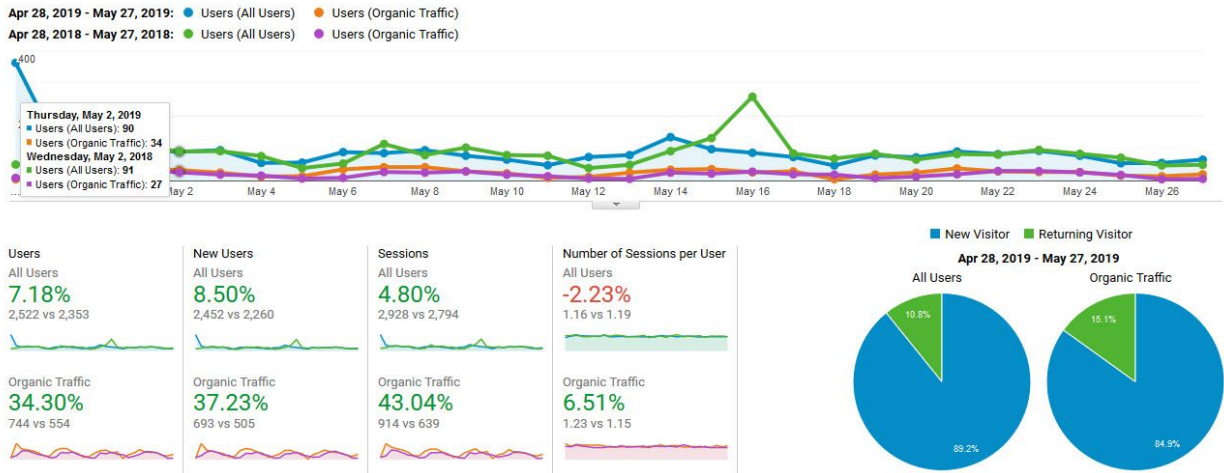 Apr 28, 2019 - May 27, 2019: Users (All Users) Users (Organic Traffic)
Apr 28, 2018 - May 27, 2018: Users (All Users) Users (Organic Traffic)
400
Thursday, May 2, 2019
Users (All Users): 90
Users (Organic Traffic): 34
Wednesday, May 2, 2018
Users (All Users): 91
Users (Organic Traffic): 27
... May 2 May 4 May 6 May 8 May 10 May 12 May 14 May 16 May 18 May 20 May 22 May 24 May 26
Users
All Users
7.18%
2,522 vs 2,353
Organic Traffic
34.30%
744 vs 554
New Users
All Users
8.50%
2,452 vs 2,260
Organic Traffic
37.23%
693 vs 505
Sessions
All Users
4.80%
2,928 vs 2,794
Organic Traffic
43.04%
914 vs 639
Number of Sessions per User
All Users
-2.23%
1.16 vs 1.19
Organic Traffic
6.51%
1.23 vs 1.15
New Visitor Returning Visitor
Apr 28, 2019 - May 27, 2019
All Users
10.8%
89.2%
Organic Traffic
15.1%
84.9%